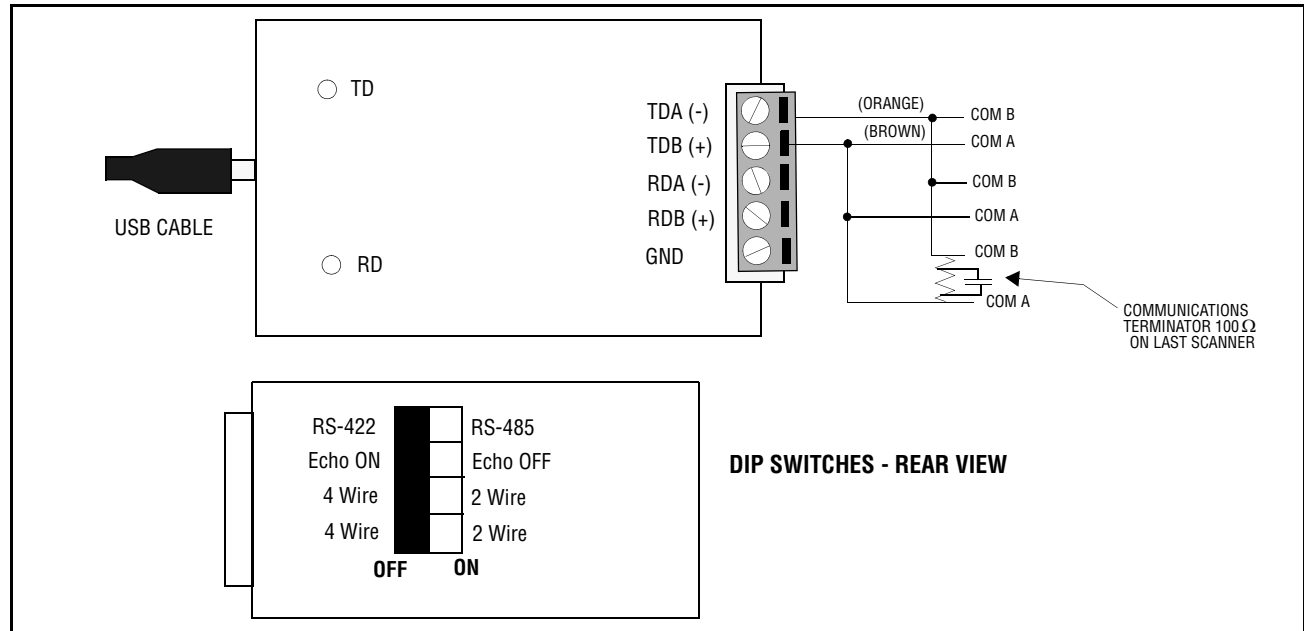 TD
TDA (-)
(ORANGE)
COM B
TDB (+)
(BROWN)
COM A
RDA (-)
COM B
USB CABLE
RDB (+)
COM A
RD
GND
COM B
COM A
COMMUNICATIONS
TERMINATOR 100 Ω
ON LAST SCANNER
RS-422
RS-485
Echo ON
Echo OFF
4 Wire
2 Wire
4 Wire
2 Wire
OFF
ON
DIP SWITCHES - REAR VIEW